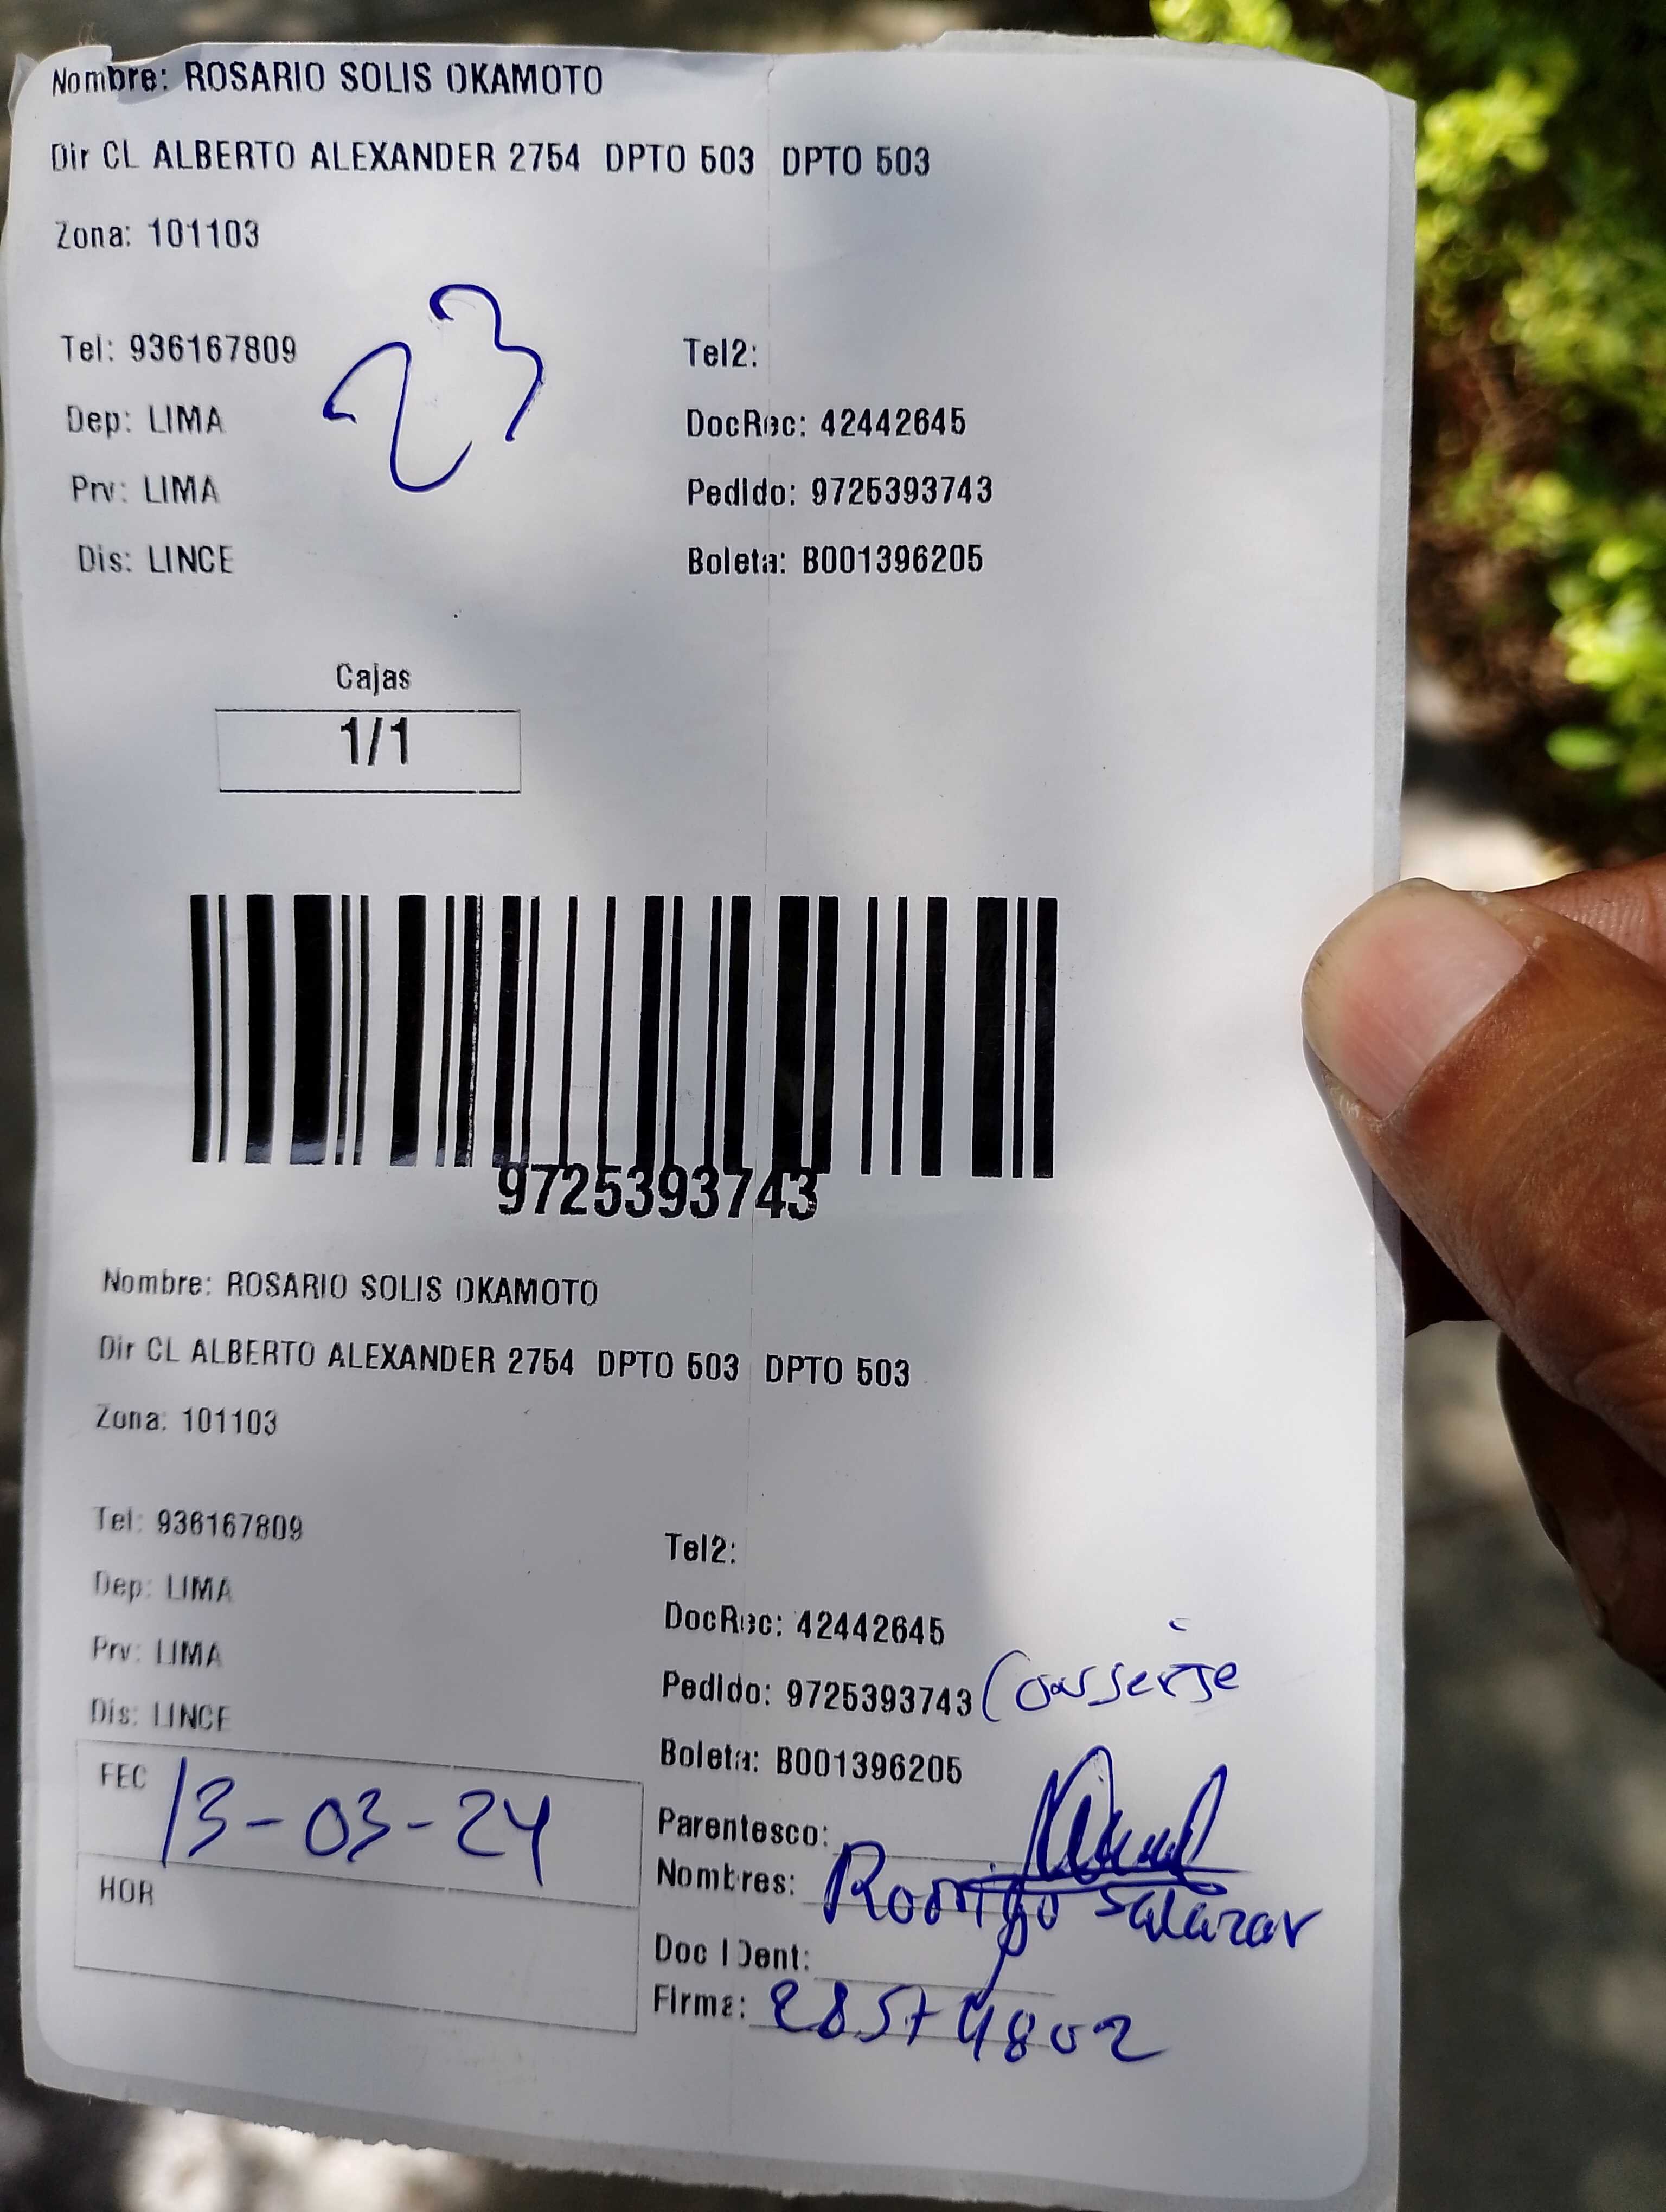 Nombre: ROSARIO SOLIS OKAMOTO
Dir CL ALBERTO ALEXANDER 2754 DPTO 503 DPTO 503
Zona: 101103
23
Tel: 936167809 Tel2:
Dep: LIMA DocRec: 42442645
Prv: LIMA Pedido: 9725393743
Dis: LINCE Boleta: B001396205
Cajas
1/1
9725393743
Nombre: ROSARIO SOLIS OKAMOTO
Dir CL ALBERTO ALEXANDER 2754 DPTO 503 DPTO 503
Zona: 101103
Tel: 936167809 Tel2:
Dep: LIMA DocRec: 42442645
Prv: LIMA Pedido: 9725393743
Dis: LINCE Boleta: B001396205
FEC 13-03-24 Parentesco:
HOR Nombres: Rodrigo Salazar
Doc IDent:
Firma: 28574802